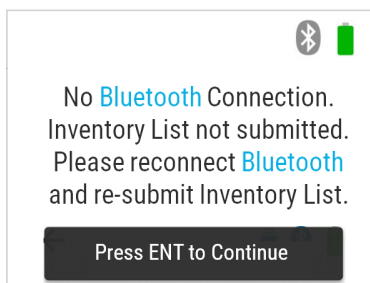 No Bluetooth Connection.
Inventory List not submitted.
Please reconnect Bluetooth
and re-submit Inventory List.
Press ENT to Continue